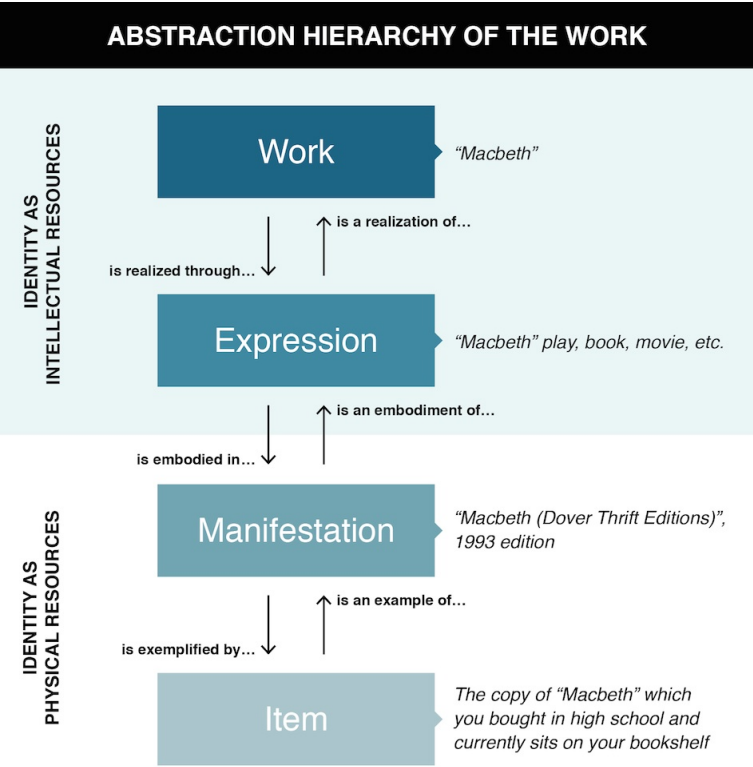 ABSTRACTION HIERARCHY OF THE WORK
IDENTITY AS
INTELLECTUAL RESOURCES
Work
“Macbeth”
is a realization of…
is realized through…
Expression
“Macbeth” play, book, movie, etc.
is an embodiment of…
is embodied in…
IDENTITY AS
PHYSICAL RESOURCES
Manifestation
“Macbeth (Dover Thrift Editions)”,
1993 edition
is an example of…
is exemplified by…
Item
The copy of “Macbeth” which
you bought in high school and
currently sits on your bookshelf